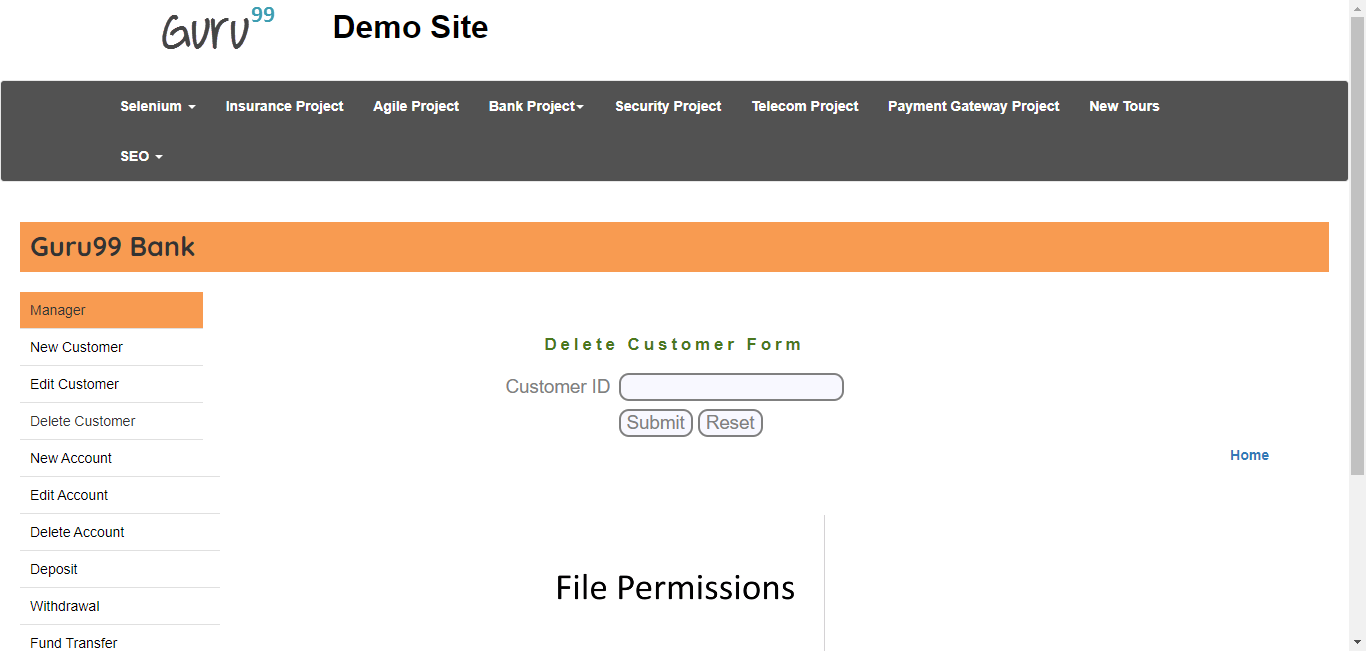 Guru99 Demo Site
Selenium Insurance Project Agile Project Bank Project Security Project Telecom Project Payment Gateway Project New Tours
SEO
Guru99 Bank
Manager
New Customer
Edit Customer
Delete Customer
New Account
Edit Account
Delete Account
Deposit
Withdrawal
Fund Transfer
Delete Customer Form
Customer ID
Submit Reset
Home
File Permissions